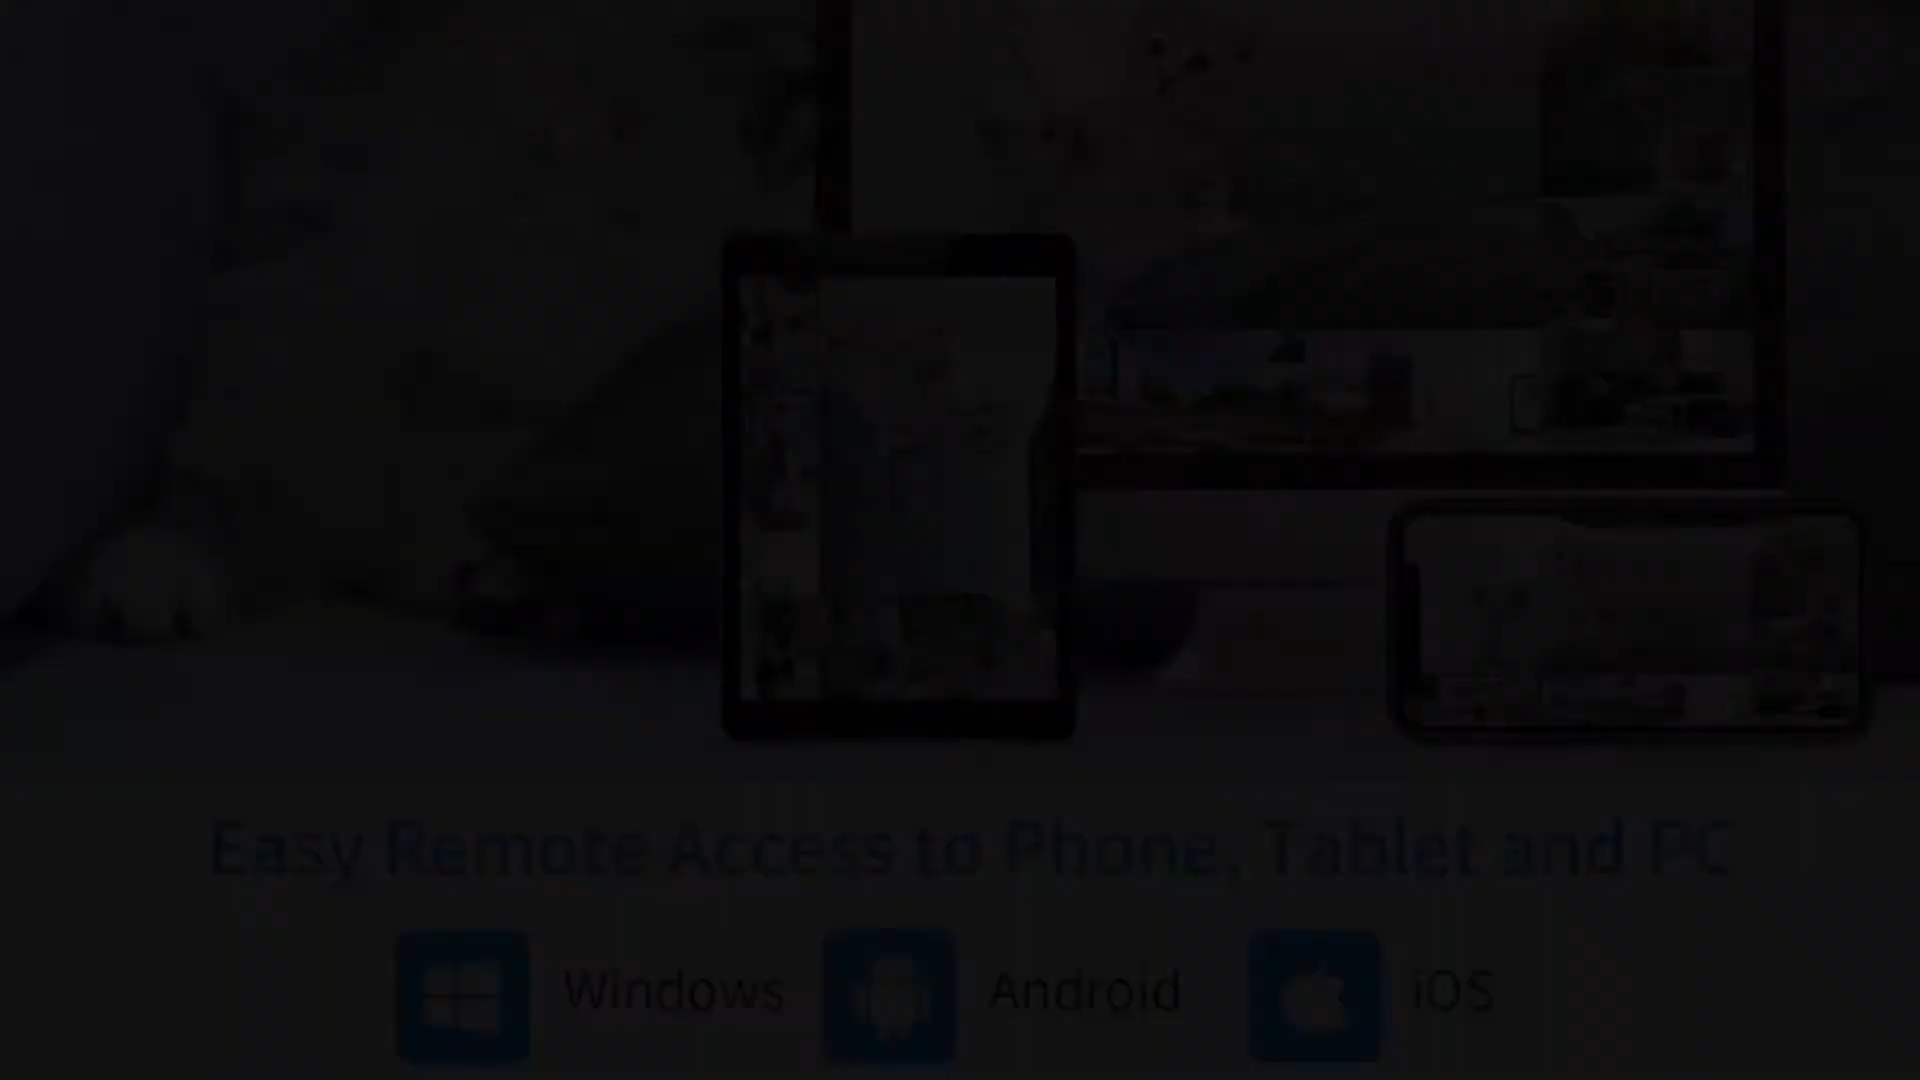 Easy Remote Access to Phone, Tablet and PC
Windows Android iOS